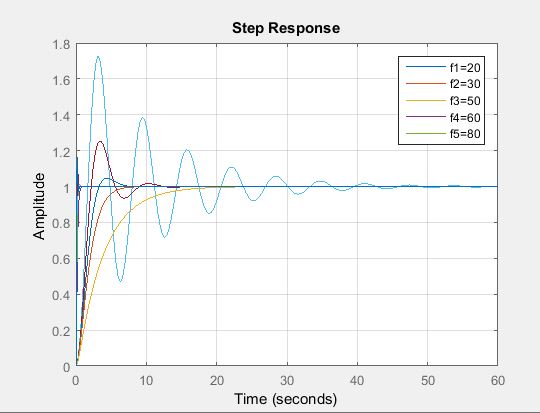 Step Response
1.8
1.6
1.4
1.2
1
0.8
0.6
0.4
0.2
0
Amplitude
f1=20
f2=30
f3=50
f4=60
f5=80
0 10 20 30 40 50 60
Time (seconds)